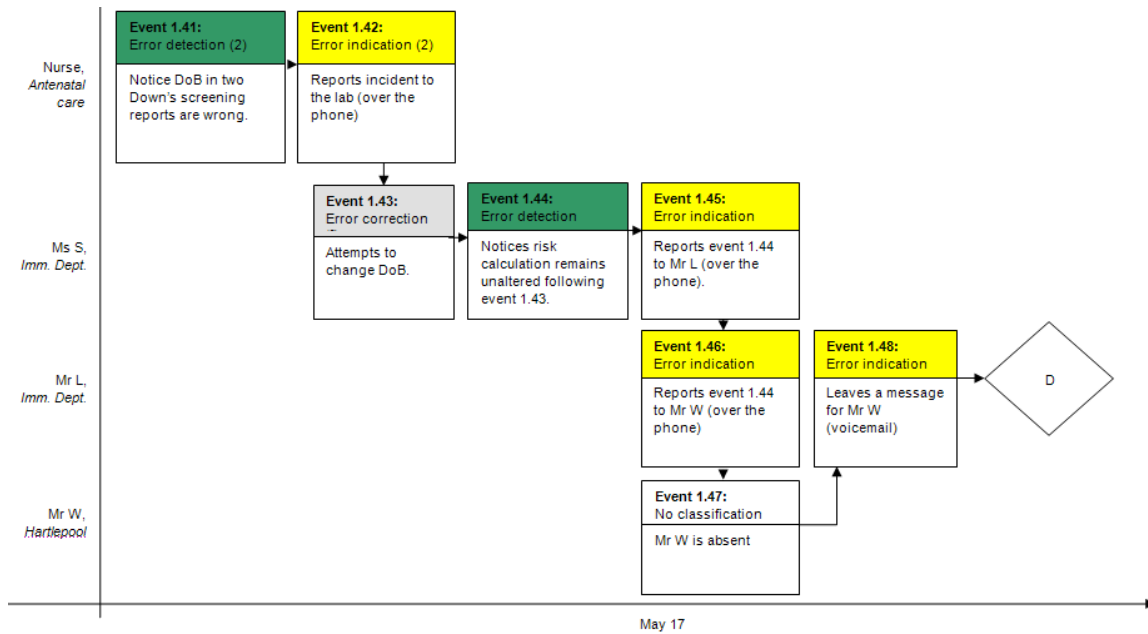 Event 1.41:
Error detection (2)
Notice DoB in two
Down's screening
reports are wrong.
Event 1.42:
Error indication (2)
Reports incident to
the lab (over the
phone)
Nurse,
Antenatal
care
Event 1.43:
Error correction
Attempts to
change DoB.
Event 1.44:
Error detection
Notices risk
calculation remains
unaltered following
event 1.43.
Event 1.45:
Error indication
Reports event 1.44
to Mr L (over the
phone).
Ms S,
Imm. Dept.
Event 1.46:
Error indication
Reports event 1.44
to Mr W (over the
phone)
Event 1.48:
Error indication
Leaves a message
for Mr W
(voicemail)
D
Mr L,
Imm. Dept.
Event 1.47:
No classification
Mr W is absent
Mr W,
Hartlepool
May 17